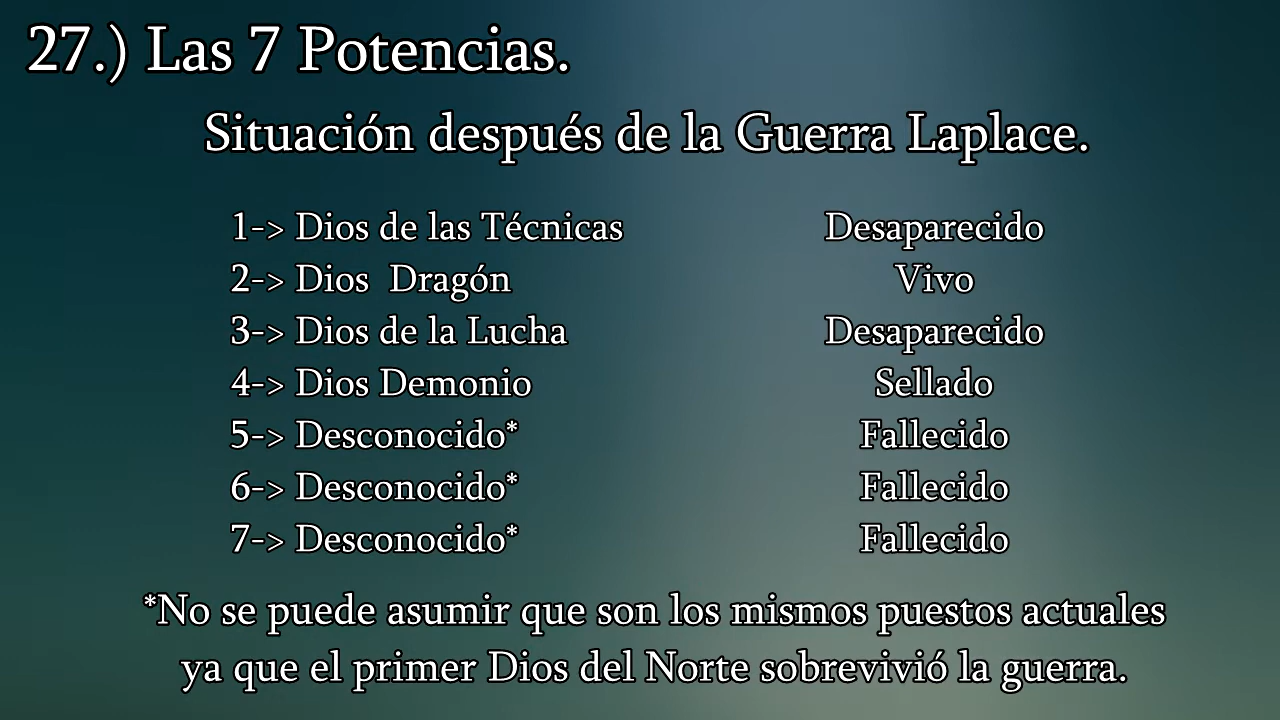 27.) Las 7 Potencias.
Situación después de la Guerra Laplace.
1-> Dios de las Técnicas Desaparecido
2-> Dios Dragón Vivo
3-> Dios de la Lucha Desaparecido
4-> Dios Demonio Sellado
5-> Desconocido* Fallecido
6-> Desconocido* Fallecido
7-> Desconocido* Fallecido
*No se puede asumir que son los mismos puestos actuales
ya que el primer Dios del Norte sobrevivió la guerra.